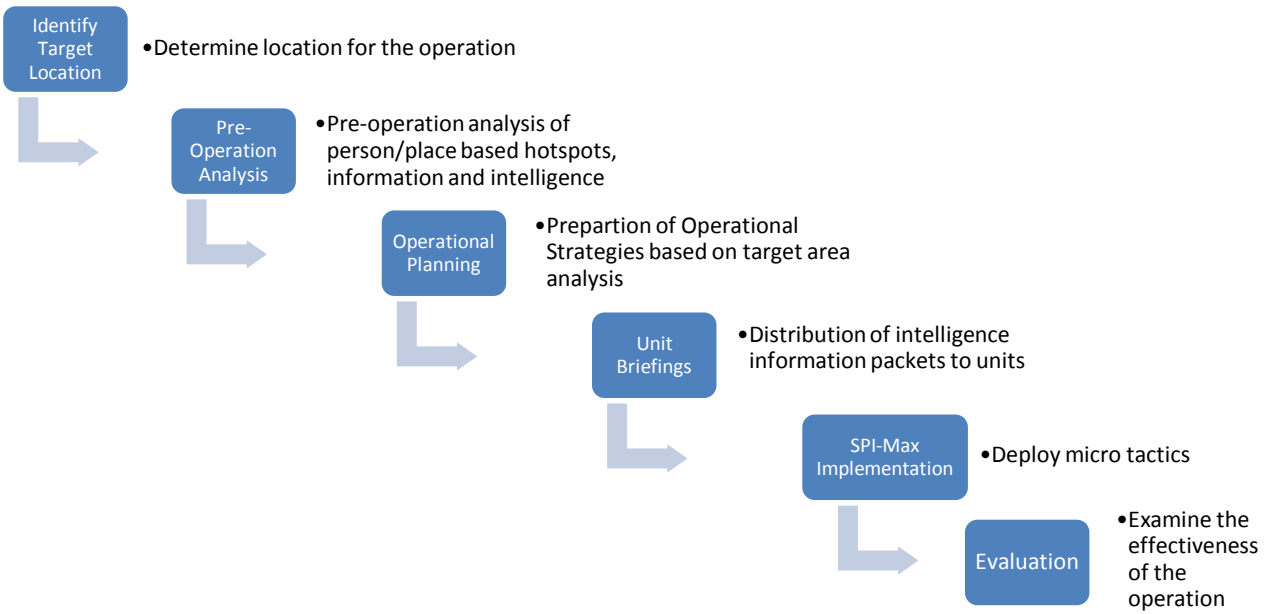 Identify
Target
Location
•Determine location for the operation
Pre-
Operation
Analysis
•Pre-operation analysis of
person/place based hotspots,
information and intelligence
Operational
Planning
•Prepartion of Operational
Strategies based on target area
analysis
Unit
Briefings
•Distribution of intelligence
information packets to units
SPI-Max
Implementation
•Deploy micro tactics
Evaluation
•Examine the
effectiveness
of the
operation